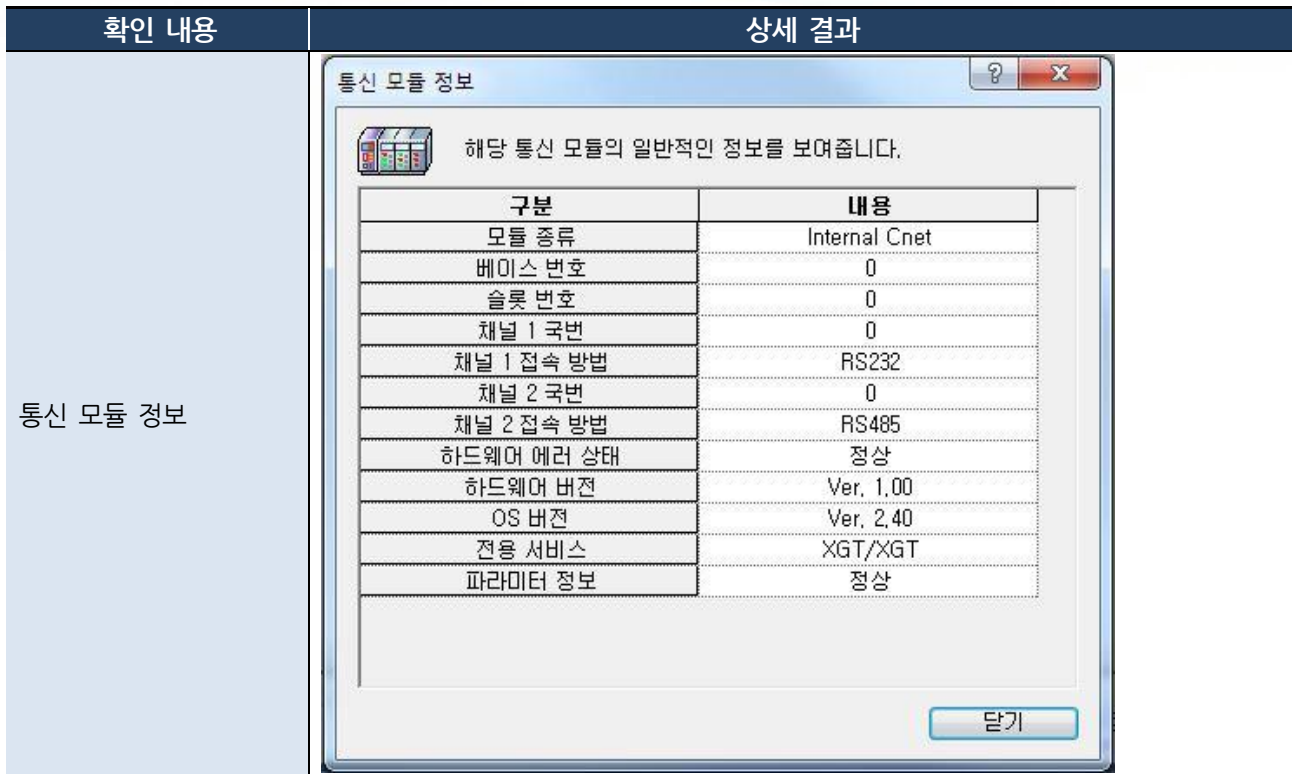 확인 내용 상세 결과
통신 모듈 정보
통신 모듈 정보
해당 통신 모듈의 일반적인 정보를 보여줍니다.
구분 내용
모듈 종류 Internal Cnet
베이스 번호 0
슬롯 번호 0
채널 1 국번 0
채널 1 접속 방법 RS232
채널 2 국번 0
채널 2 접속 방법 RS485
하드웨어 에러 상태 정상
하드웨어 버전 Ver. 1.00
OS 버전 Ver. 2.40
전용 서비스 XGT/XGT
파라미터 정보 정상
닫기